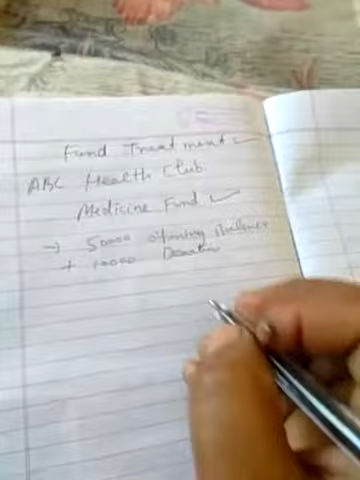 Fund Treatment
ABC Health Club
Medicine Fund
→ 50000 opening Balance
+ 10000 Donation